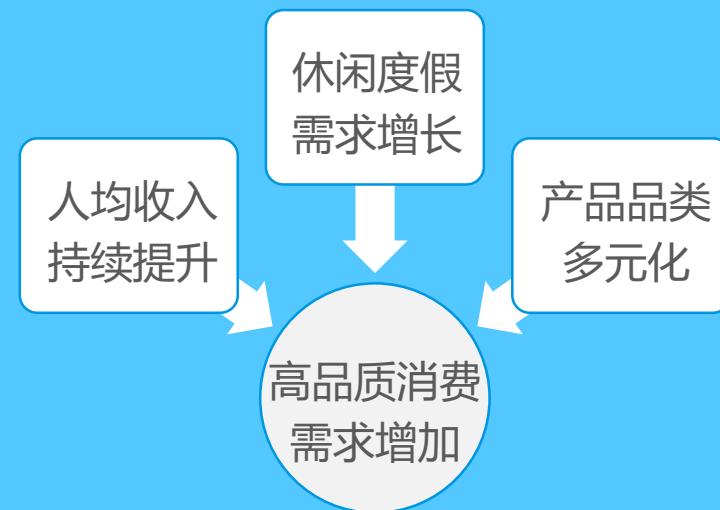 休闲度假
需求增长
人均收入
持续提升
产品品类
多元化
高品质消费
需求增加